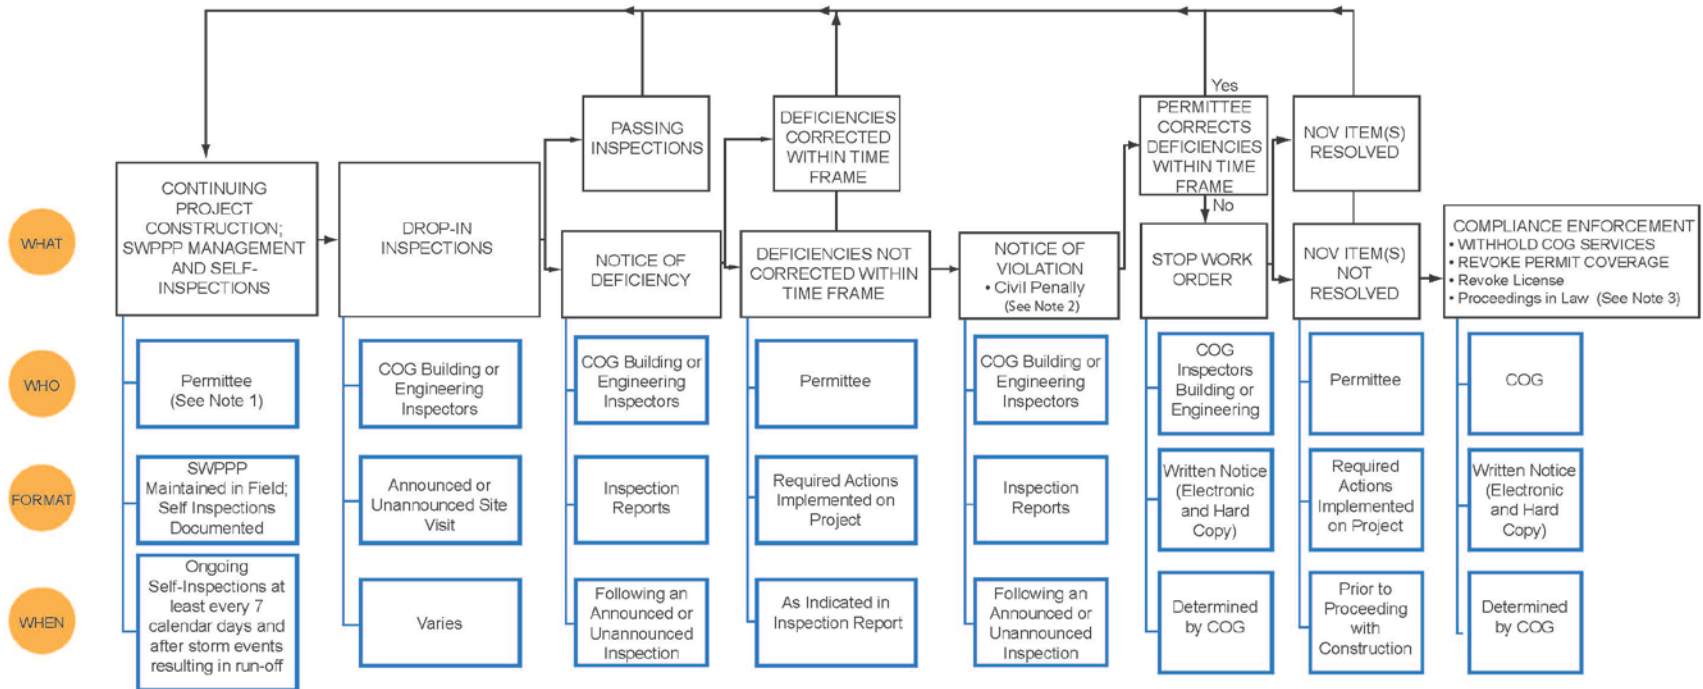 Yes
PASSING
INSPECTIONS
DEFICIENCIES
CORRECTED
WITHIN TIME
FRAME
PERMITTEE
CORRECTS
DEFICIENCIES
WITHIN TIME
FRAME
No
NOV ITEM(S)
RESOLVED
WHAT
CONTINUING
PROJECT
CONSTRUCTION;
SWPPP MANAGEMENT
AND SELF-
INSPECTIONS
DROP-IN
INSPECTIONS
NOTICE OF
DEFICIENCY
DEFICIENCIES NOT
CORRECTED WITHIN
TIME FRAME
NOTICE OF
VIOLATION
• Civil Penally
(See Note 2)
STOP WORK
ORDER
NOV ITEM(S)
NOT
RESOLVED
COMPLIANCE ENFORCEMENT
• WITHHOLD COG SERVICES
• REVOKE PERMIT COVERAGE
• Revoke License
• Proceedings in Law (See Note 3)
WHO
Permittee
(See Note 1)
COG Building or
Engineering
Inspectors
COG Building or
Engineering
Inspectors
Permittee
COG Building or
Engineering
Inspectors
COG
Inspectors
Building or
Engineering
Permittee
COG
FORMAT
SWPPP
Maintained in Field;
Self Inspections
Documented
Announced or
Unannounced Site
Visit
Inspection
Reports
Required Actions
Implemented on
Project
Inspection
Reports
Written Notice
(Electronic
and Hard
Copy)
Required
Actions
Implemented
on Project
Written Notice
(Electronic
and Hard
Copy)
WHEN
Ongoing
Self-Inspections at
least every 7
calendar days and
after storm events
resulting in run-off
Varies
Following an
Announced or
Unannounced
Inspection
As Indicated in
Inspection Report
Following an
Announced or
Unannounced
Inspection
Determined
by COG
Prior to
Proceeding
with
Construction
Determined
by COG